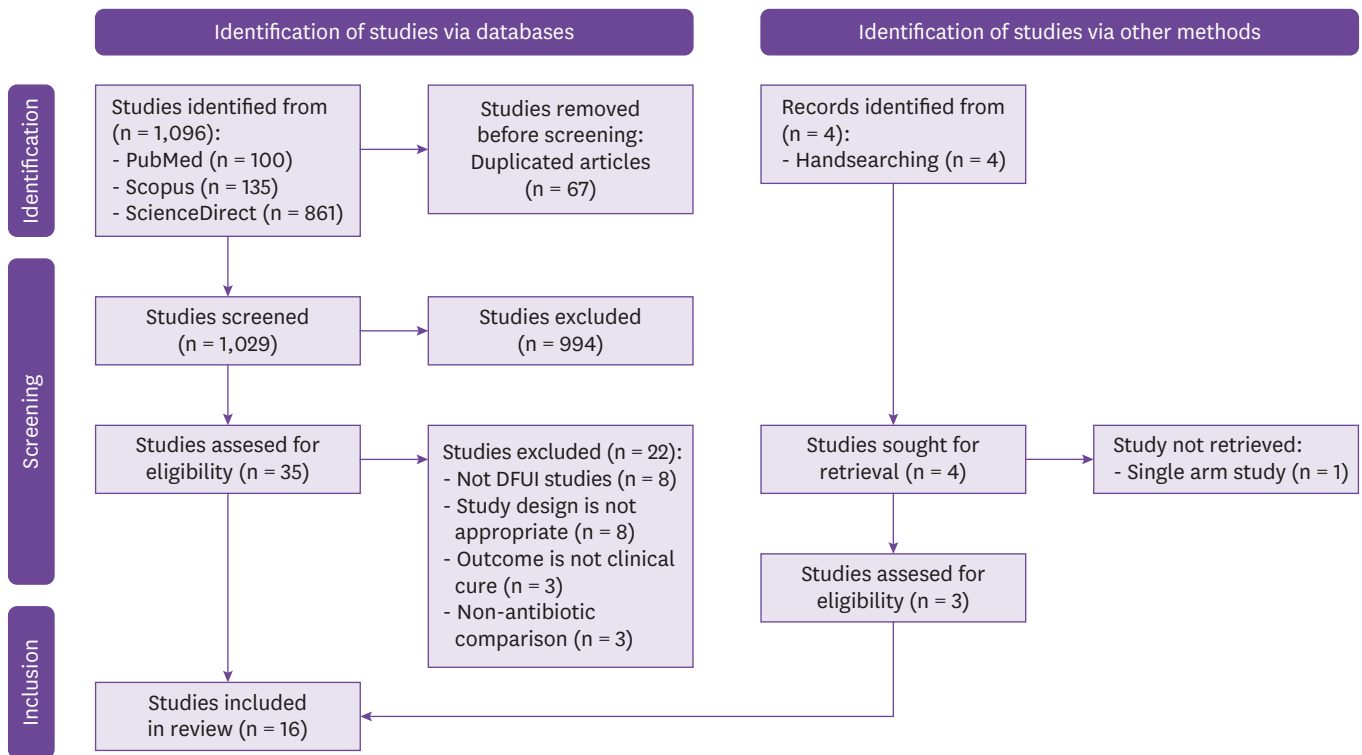 Identification of studies via databases
Identification of studies via other methods
Identification
Studies identified from
(n = 1,096):
- PubMed (n = 100)
- Scopus (n = 135)
- ScienceDirect (n = 861)
Studies removed
before screening:
Duplicated articles
(n = 67)
Records identified from
(n = 4):
- Handsearching (n = 4)
Screening
Studies screened
(n = 1,029)
Studies excluded
(n = 994)
Studies assesed for
eligibility (n = 35)
Studies excluded (n = 22):
- Not DFUI studies (n = 8)
- Study design is not
appropriate (n = 8)
- Outcome is not clinical
cure (n = 3)
- Non-antibiotic
comparison (n = 3)
Studies sought for
retrieval (n = 4)
Study not retrieved:
- Single arm study (n = 1)
Studies assesed for
eligibility (n = 3)
Inclusion
Studies included
in review (n = 16)